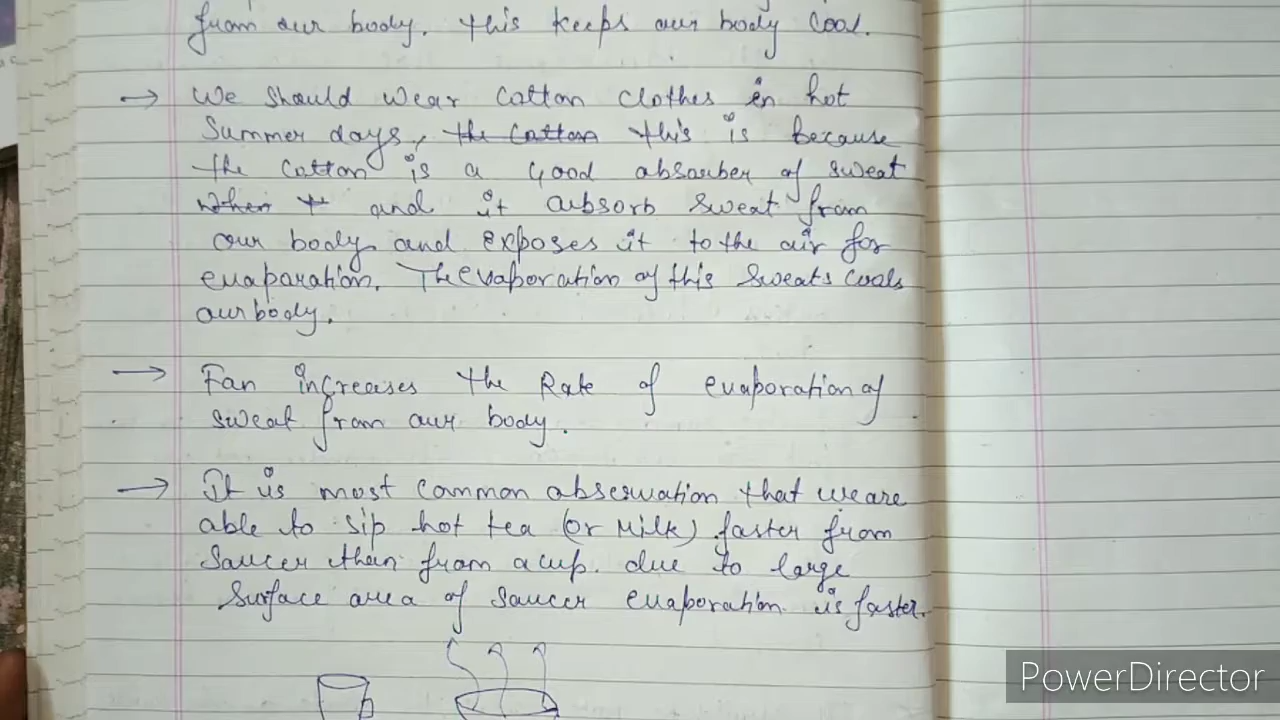 from our body. This keeps our body cool.
→ We should wear cotton clothes in hot
summer days, the cotton this is because
the cotton is a good absorber of sweat
when and it absorb sweat from
our body and exposes it to the air for
evaporation. The evaporation of this sweats cools
our body.
→ Fan increases the Rate of evaporation of
sweat from our body.
→ It is most common observation that we are
able to sip hot tea (or Milk) faster from
saucer than from a cup. due to large
surface area of saucer evaporation is faster.
PowerDirector